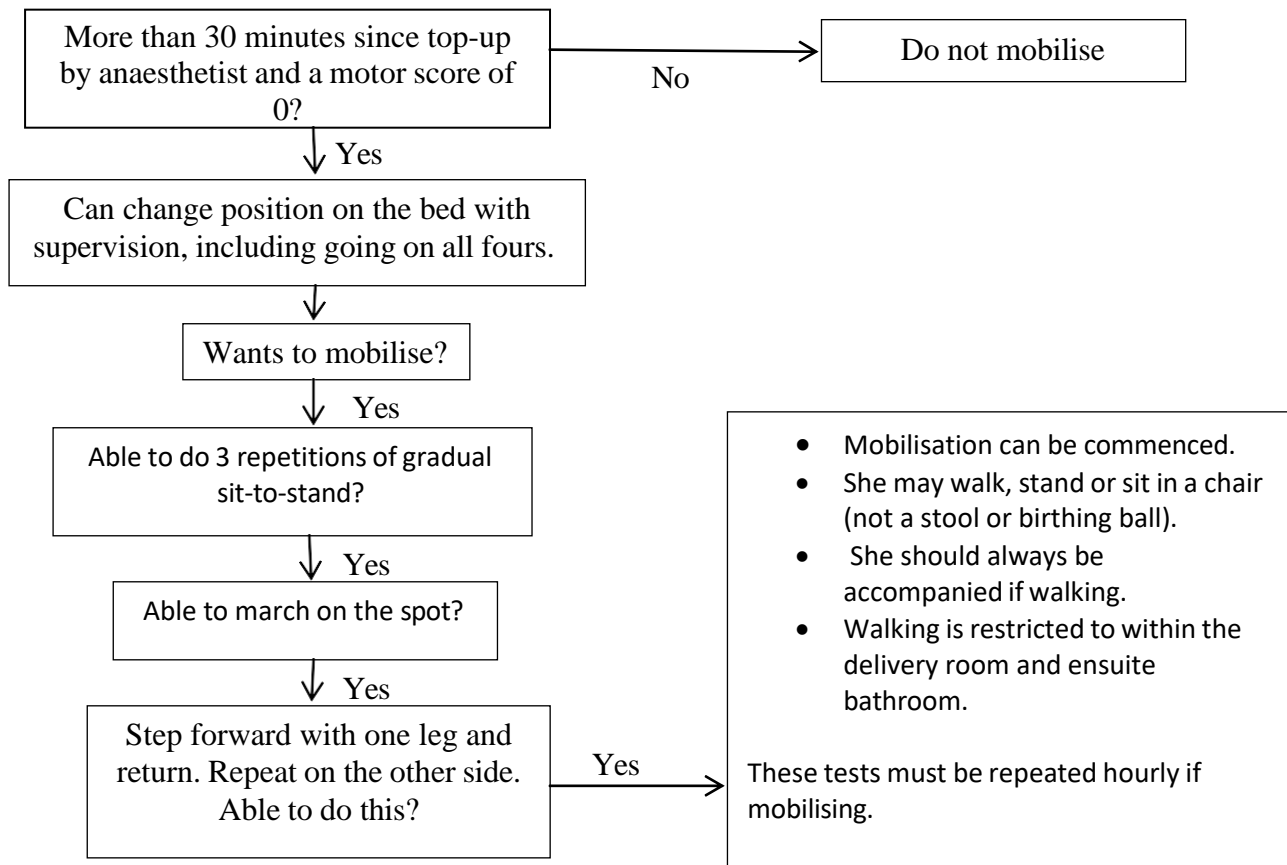 More than 30 minutes since top-up
by anaesthetist and a motor score of
0?
No
Do not mobilise
Yes
Can change position on the bed with
supervision, including going on all fours.
Wants to mobilise?
Yes
Able to do 3 repetitions of gradual
sit-to-stand?
Yes
Able to march on the spot?
Yes
Step forward with one leg and
return. Repeat on the other side.
Able to do this?
Yes
• Mobilisation can be commenced.
• She may walk, stand or sit in a chair
(not a stool or birthing ball).
• She should always be
accompanied if walking.
• Walking is restricted to within the
delivery room and ensuite
bathroom.
These tests must be repeated hourly if
mobilising.